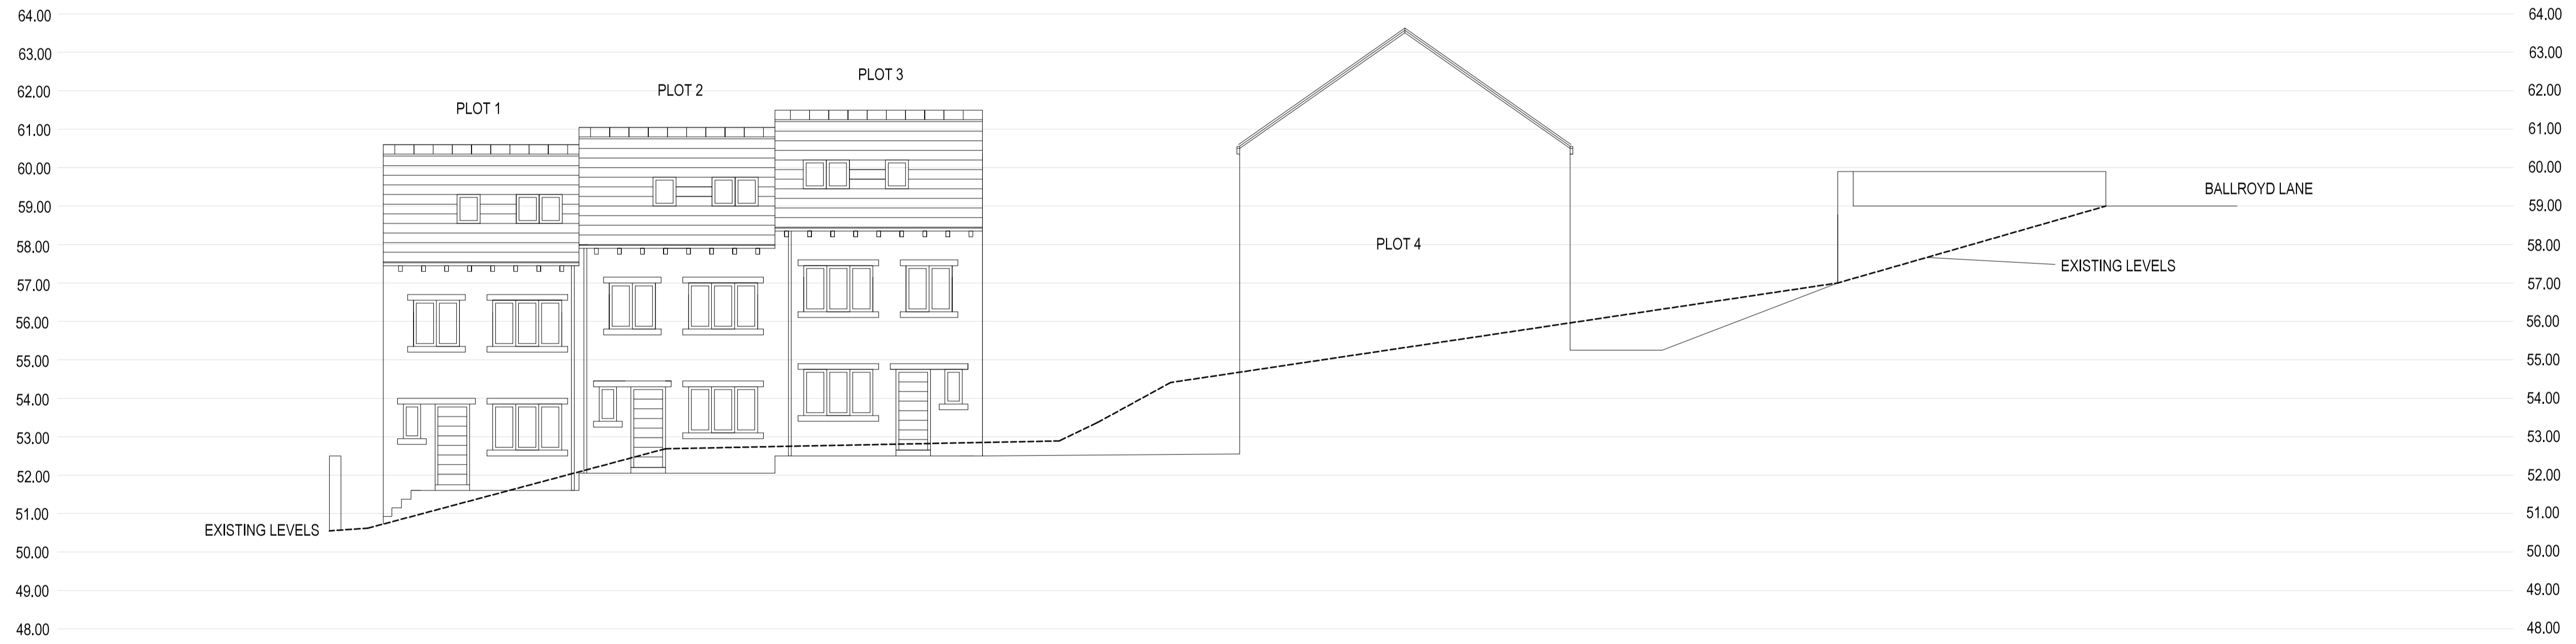 64.00 64.00
63.00 63.00
PLOT 3
62.00 PLOT 2 62.00
PLOT 1
61.00 61.00
60.00 60.00
BALLROYD LANE
59.00 59.00
58.00 PLOT 4 58.00
EXISTING LEVELS
57.00 57.00
56.00 56.00
55.00 55.00
54.00 54.00
53.00 53.00
52.00 52.00
51.00 51.00
EXISTING LEVELS
50.00 50.00
49.00 49.00
48.00 48.00